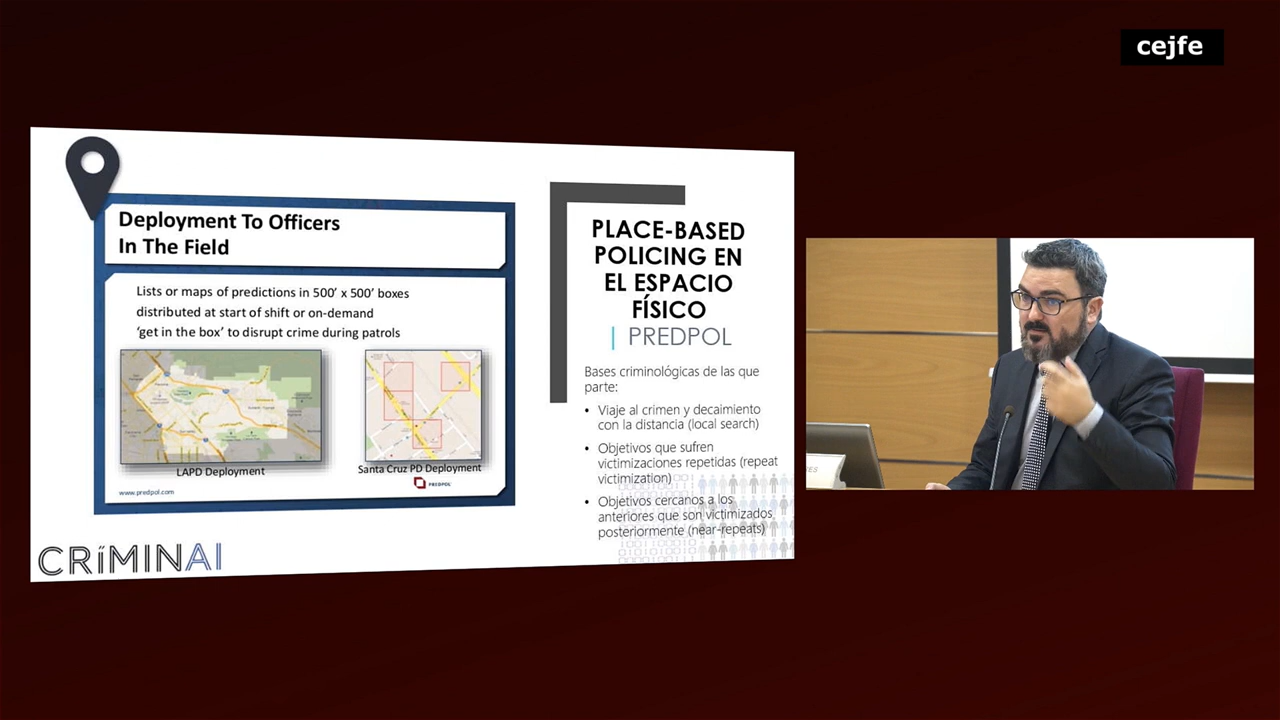 cejfe
Deployment To Officers
In The Field
Lists or maps of predictions in 500' x 500' boxes
distributed at start of shift or on-demand
'get in the box' to disrupt crime during patrols
LAPD Deployment
Santa Cruz PD Deployment
www.predpol.com
PREDPOL
PLACE-BASED
POLICING EN
EL ESPACIO
FÍSICO
| PREDPOL
Bases criminológicas de las que
parte:
• Viaje al crimen y decaimiento
con la distancia (local search)
• Objetivos que sufren
victimizaciones repetidas (repeat
victimization)
• Objetivos cercanos a los
anteriores que son victimizados
posteriormente (near-repeats)
CRíMINAI